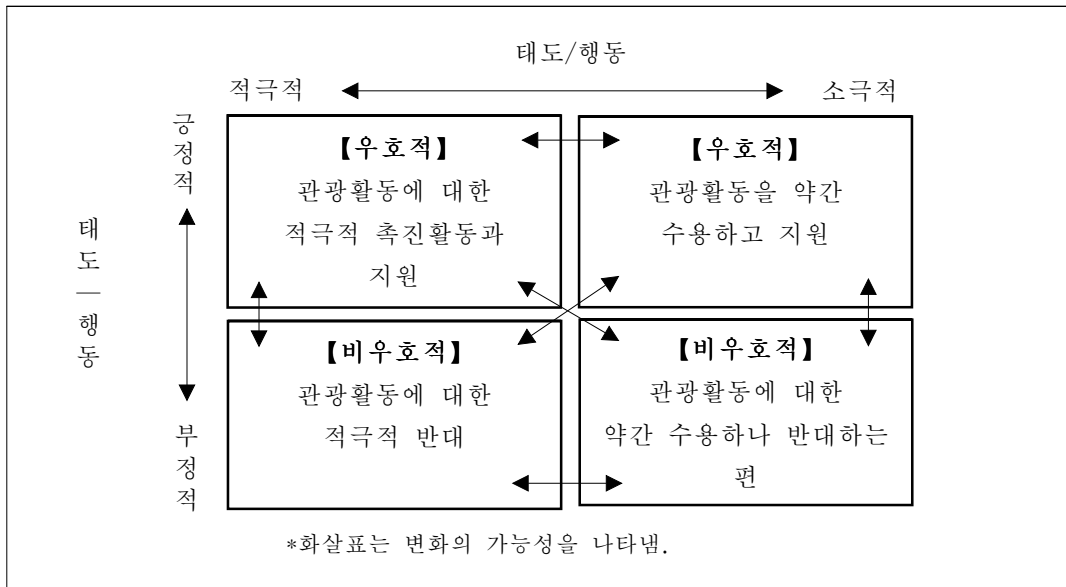 태도/행동
적극적
소극적
긍정적
태도|행동
부정적
【우호적】
관광활동에 대한
적극적 촉진활동과
지원
【우호적】
관광활동을 약간
수용하고 지원
【비우호적】
관광활동에 대한
적극적 반대
【비우호적】
관광활동에 대한
약간 수용하나 반대하는
편
*화살표는 변화의 가능성을 나타냄.